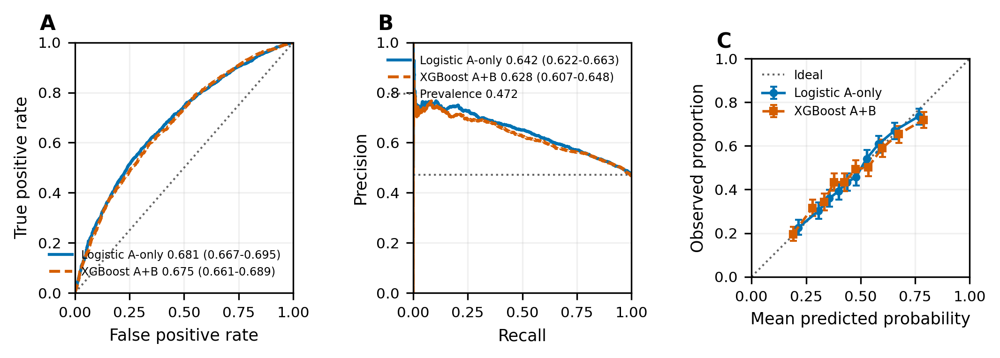 A
1.0
0.8
0.6
0.4
0.2
0.0
True positive rate
Logistic A-only 0.681 (0.667-0.695)
XGBoost A+B 0.675 (0.661-0.689)
0.00 0.25 0.50 0.75 1.00
False positive rate
B
1.0
0.8
0.6
0.4
0.2
0.0
Precision
Logistic A-only 0.642 (0.622-0.663)
XGBoost A+B 0.628 (0.607-0.648)
Prevalence 0.472
0.00 0.25 0.50 0.75 1.00
Recall
C
1.0
0.8
0.6
0.4
0.2
0.0
Observed proportion
Ideal
Logistic A-only
XGBoost A+B
0.00 0.25 0.50 0.75 1.00
Mean predicted probability